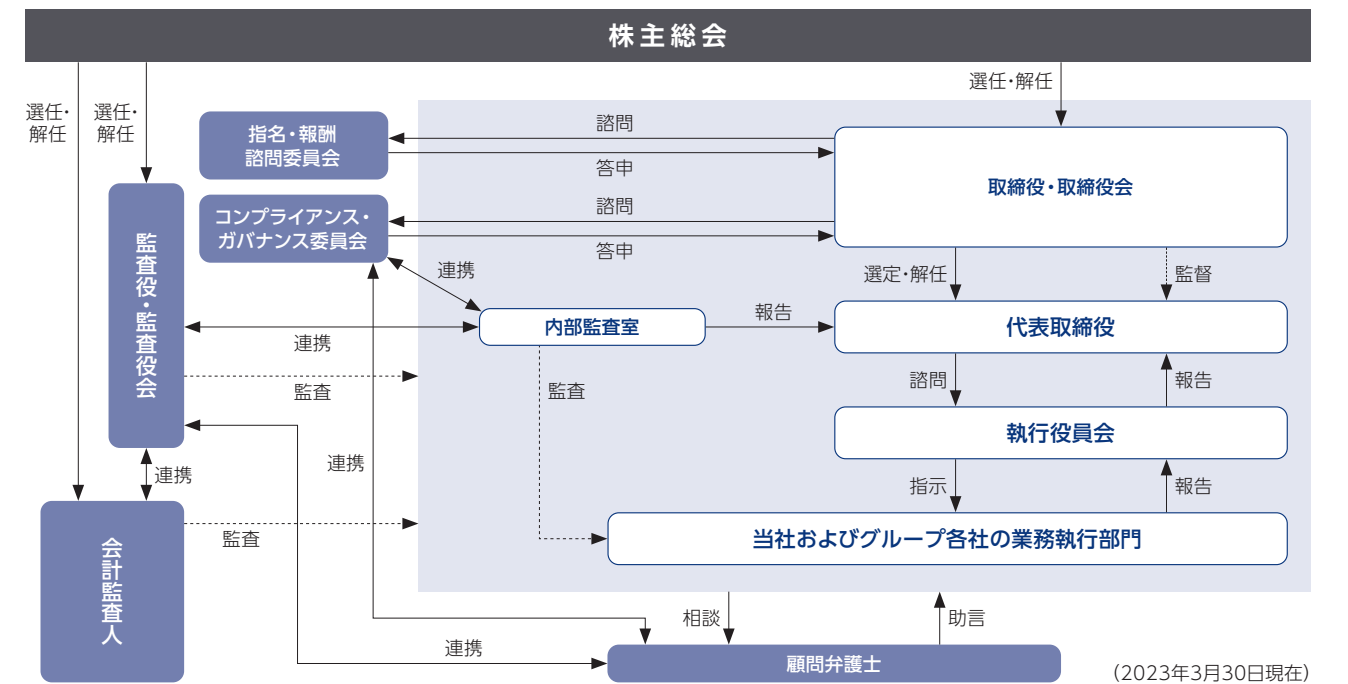 株主総会
選任・
解任
選任・
解任
選任・解任
指名・報酬
諮問委員会
諮問
答申
取締役・取締役会
コンプライアンス・
ガバナンス委員会
諮問
答申
監査役・監査役会
連携
選定・解任
監督
内部監査室
報告
代表取締役
連携
監査
監査
諮問
報告
執行役員会
連携
連携
指示
報告
会計監査人
監査
当社およびグループ各社の業務執行部門
相談
助言
連携
顧問弁護士
(2023年3月30日現在)